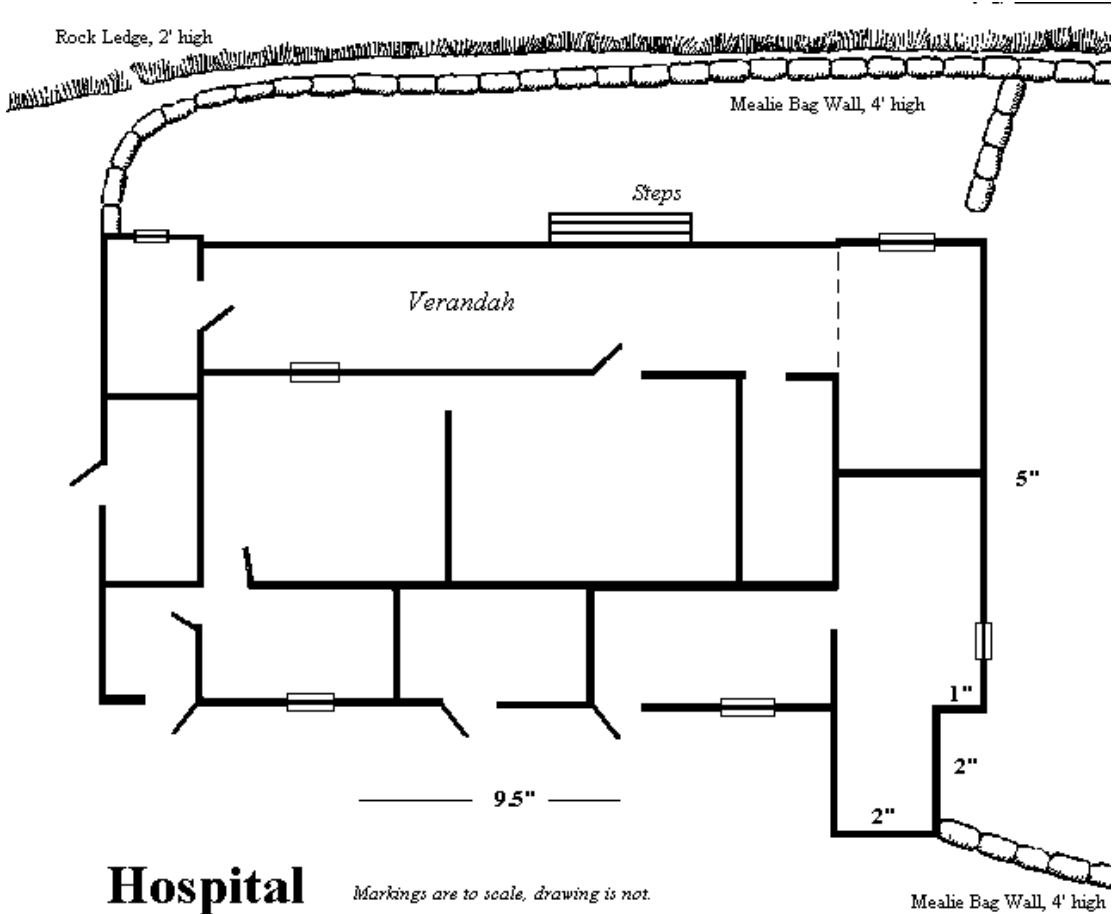 Rock Ledge, 2' high
Mealie Bag Wall, 4' high
Steps
Verandah
5"
1"
2"
9.5"
2"
Hospital
Markings are to scale, drawing is not.
Mealie Bag Wall, 4' high